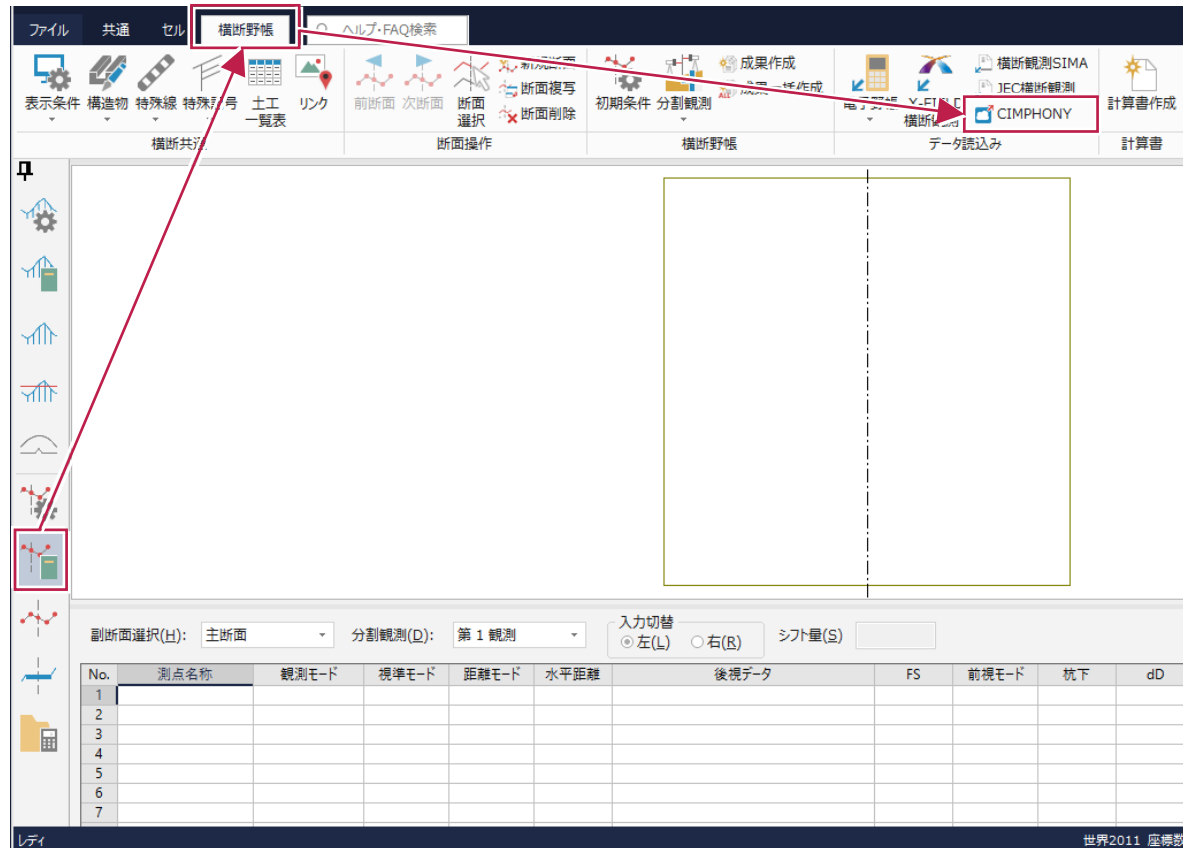 ファイル 共通 セル 横断野帳 ヘルプ・FAQ検索
表示条件 構造物 特殊線 特殊記号 土工一覧表 リンク
前断面 次断面 断面選択 断面複写 断面削除
初期条件 分割観測 成果作成
横断観測SIMA
JEC横断観測
CIMPHONY
計算書作成
横断共通 断面操作 横断野帳 データ読込み 計算書
副断面選択(H): 主断面 分割観測(D): 第1観測 入力切替 左(L) 右(R) シフト量(S)
No. 測点名称 観測モード 視準モード 距離モード 水平距離 後視データ FS 前視モード 杭下 dD
1
2
3
4
5
6
7
レディ 世界2011 座標数